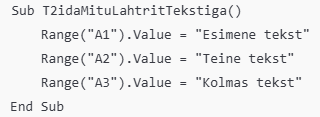 Sub T2idaMituLahtritTekstiga()
    Range("A1").Value = "Esimene tekst"
    Range("A2").Value = "Teine tekst"
    Range("A3").Value = "Kolmas tekst"
End Sub